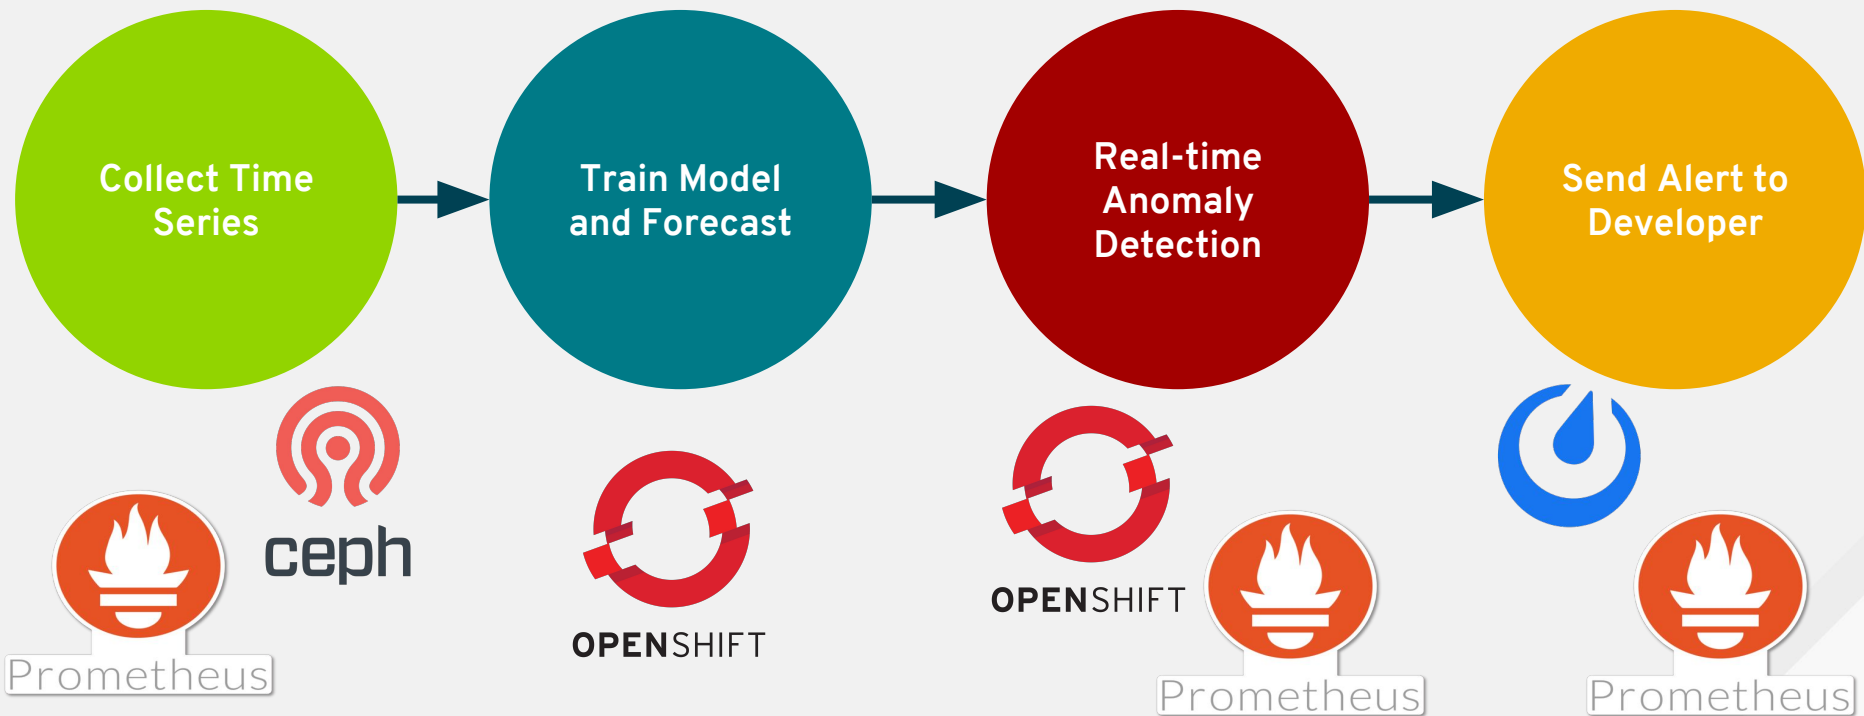 Collect Time
Series
Train Model
and Forecast
Real-time
Anomaly
Detection
Send Alert to
Developer
ceph
Prometheus
OPENSHIFT
OPENSHIFT
Prometheus
Prometheus